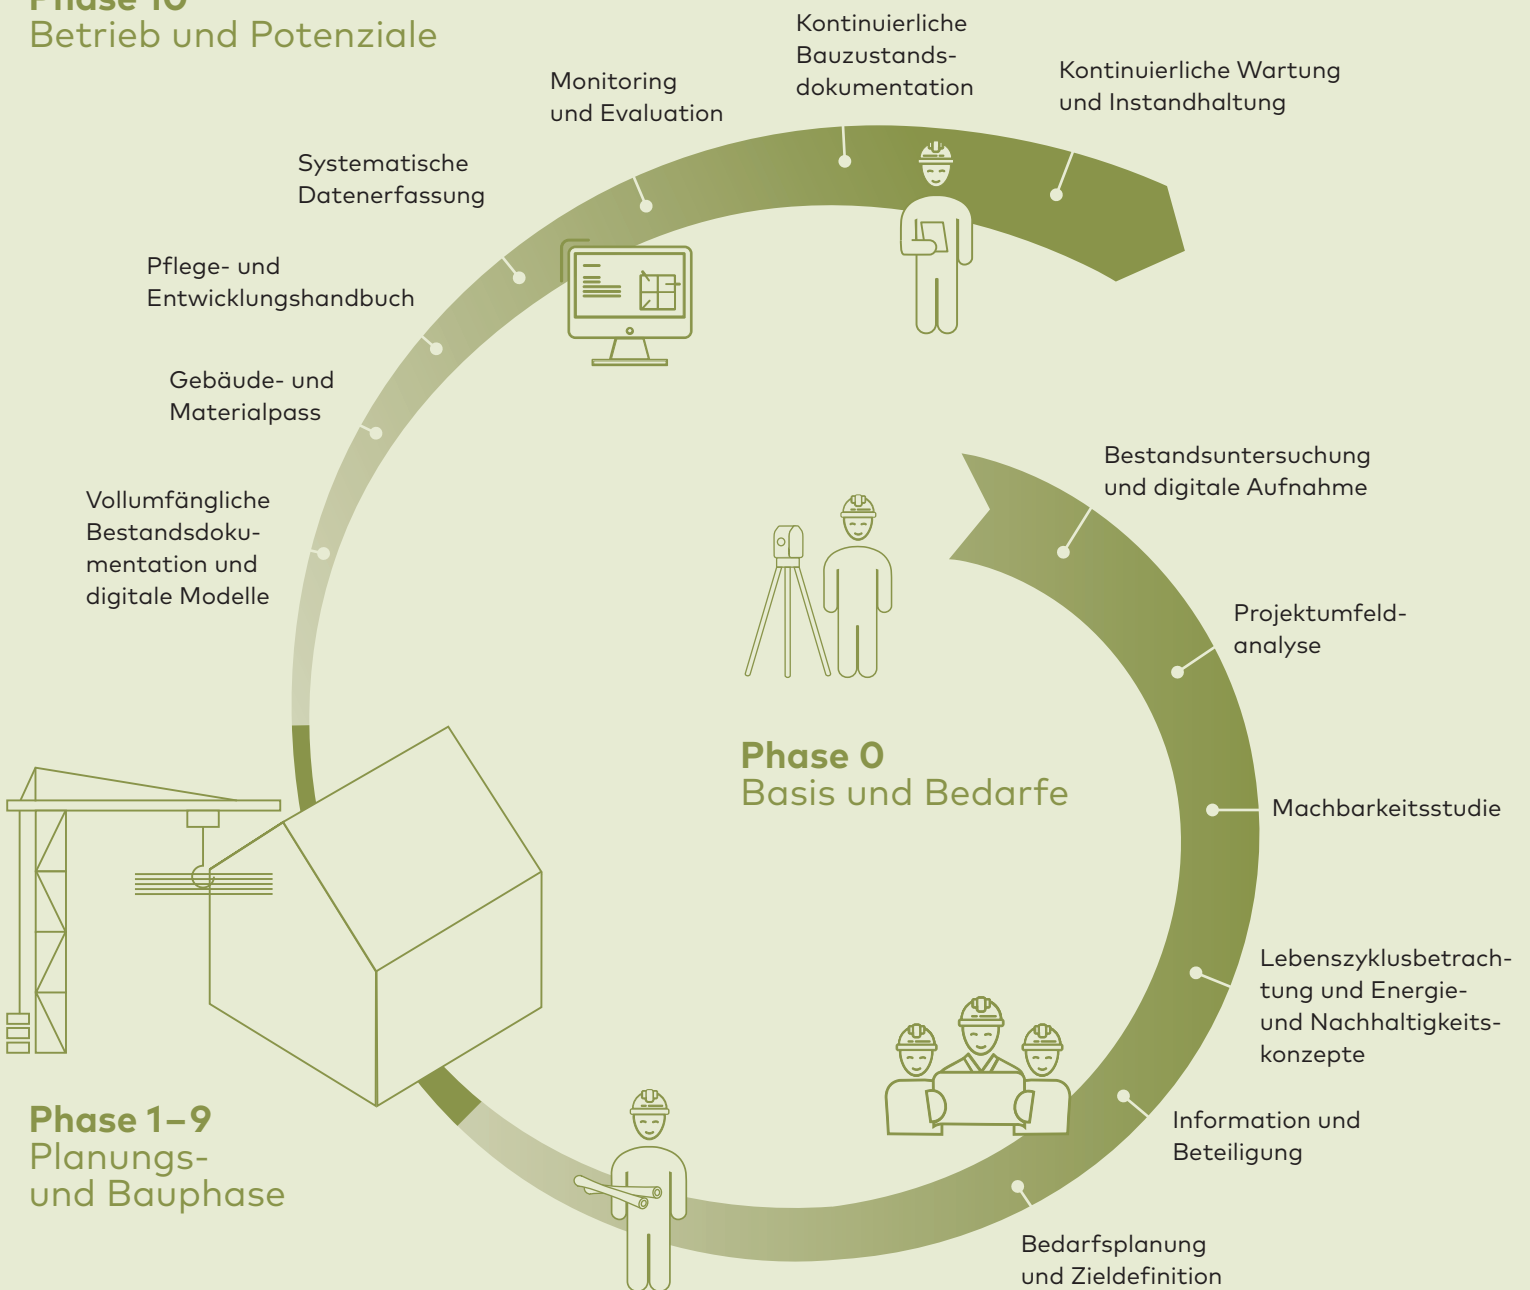 Phase 10
Betrieb und Potenziale
Kontinuierliche
Bauzustands-
dokumentation
Kontinuierliche Wartung
und Instandhaltung
Monitoring
und Evaluation
Systematische
Datenerfassung
Pflege- und
Entwicklungshandbuch
Gebäude- und
Materialpass
Vollumfängliche
Bestandsdoku-
mentation und
digitale Modelle
Bestandsuntersuchung
und digitale Aufnahme
Projektumfeld-
analyse
Phase 0
Basis und Bedarfe
Machbarkeitsstudie
Lebenszyklusbetrach-
tung und Energie-
und Nachhaltigkeits-
konzepte
Information und
Beteiligung
Bedarfsplanung
und Zieldefinition
Phase 1–9
Planungs-
und Bauphase